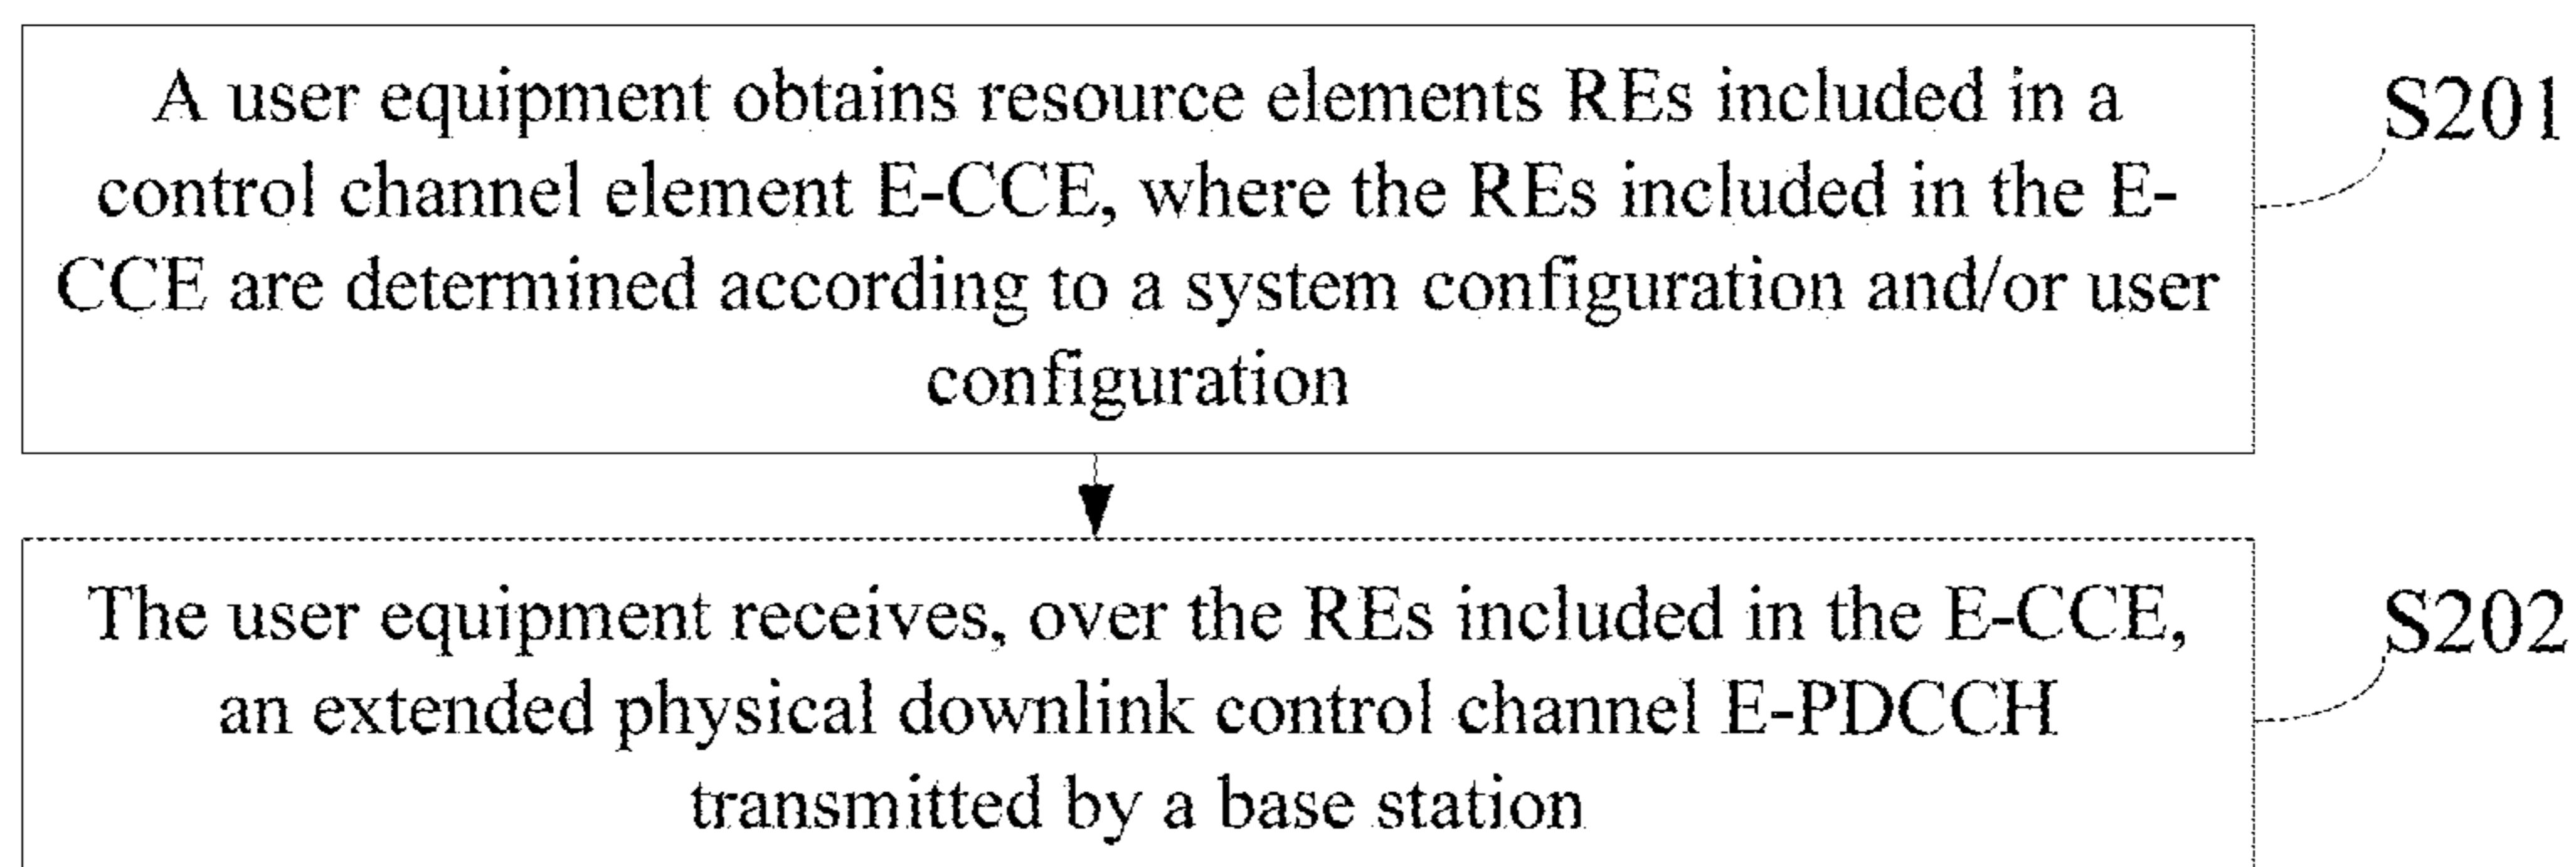 A user equipment obtains resource elements REs included in a
control channel element E-CCE, where the REs included in the E-
CCE are determined according to a system configuration and/or user
configuration
S201
The user equipment receives, over the REs included in the E-CCE,
an extended physical downlink control channel E-PDCCH
transmitted by a base station
S202